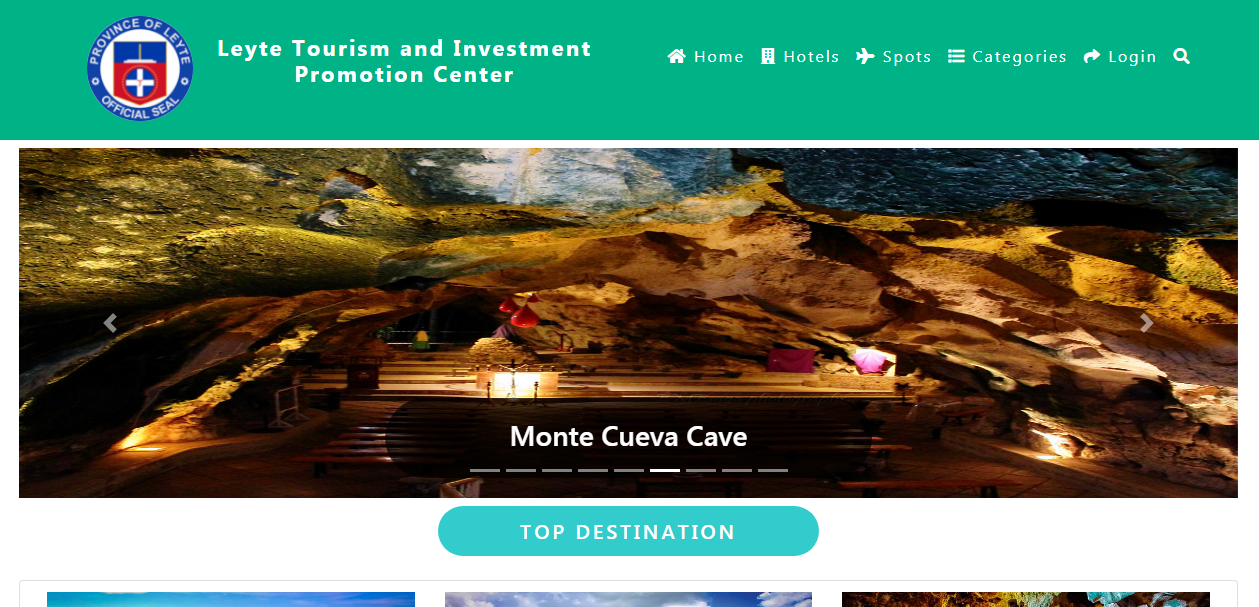 PROVINCE OF LEYTE
OFFICIAL SEAL
Leyte Tourism and Investment
Promotion Center
Home Hotels Spots Categories Login
Monte Cueva Cave
TOP DESTINATION